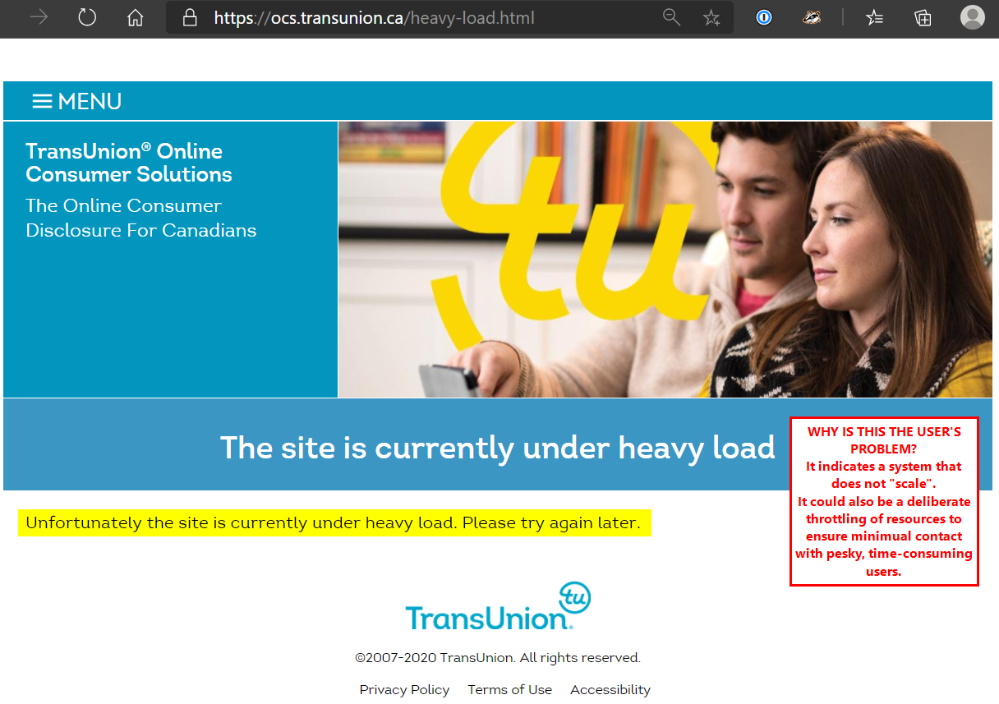 https://ocs.transunion.ca/heavy-load.html
MENU
TransUnion® Online
Consumer Solutions
The Online Consumer
Disclosure For Canadians
tu
The site is currently under heavy load
WHY IS THIS THE USER'S
PROBLEM?
It indicates a system that
does not "scale".
It could also be a deliberate
throttling of resources to
ensure minimual contact
with pesky, time-consuming
users.
Unfortunately the site is currently under heavy load. Please try again later.
tu
TransUnion®
©2007-2020 TransUnion. All rights reserved.
Privacy Policy Terms of Use Accessibility